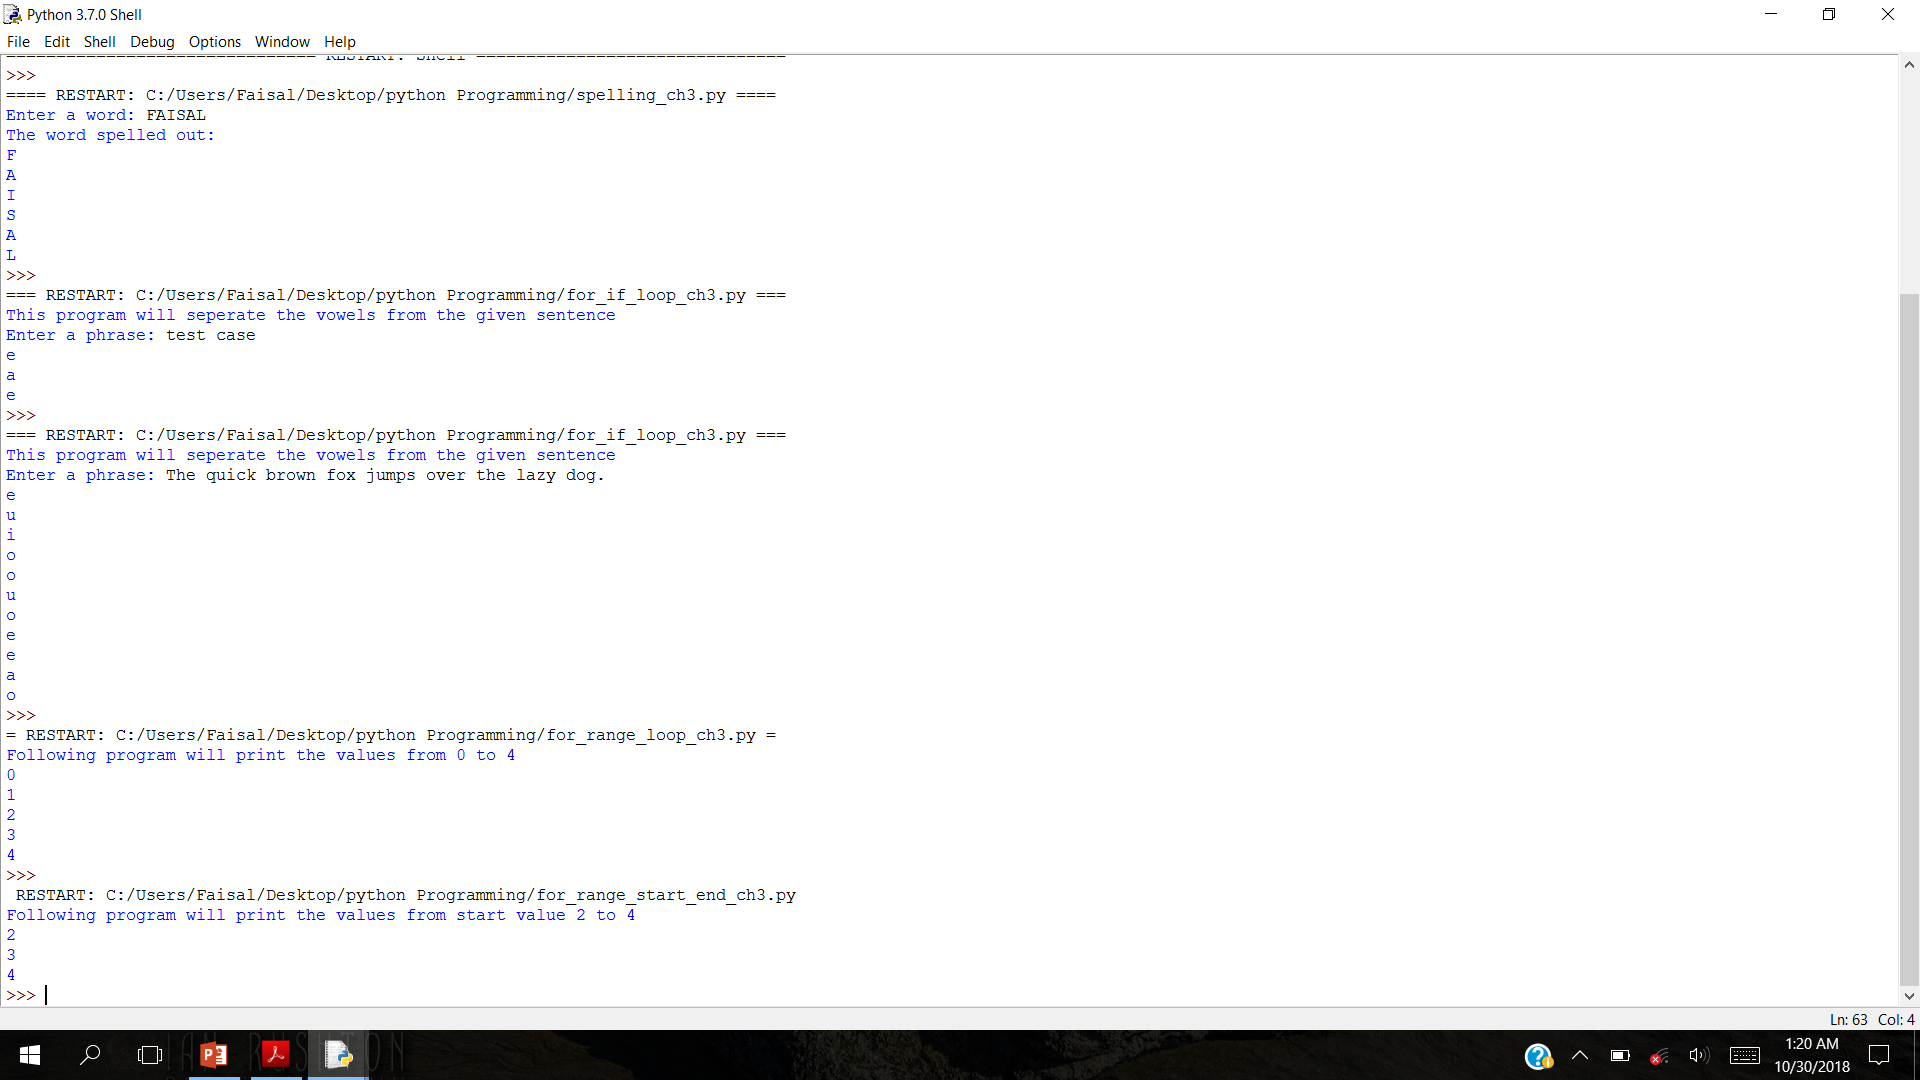 Python 3.7.0 Shell
File Edit Shell Debug Options Window Help
=============================== RESTART: Shell ===============================
>>>
==== RESTART: C:/Users/Faisal/Desktop/python Programming/spelling_ch3.py ====
Enter a word: FAISAL
The word spelled out:
F
A
I
S
A
L
>>>
=== RESTART: C:/Users/Faisal/Desktop/python Programming/for_if_loop_ch3.py ===
This program will seperate the vowels from the given sentence
Enter a phrase: test case
e
a
e
>>>
=== RESTART: C:/Users/Faisal/Desktop/python Programming/for_if_loop_ch3.py ===
This program will seperate the vowels from the given sentence
Enter a phrase: The quick brown fox jumps over the lazy dog.
e
u
i
o
o
u
o
e
e
a
o
>>>
= RESTART: C:/Users/Faisal/Desktop/python Programming/for_range_loop_ch3.py =
Following program will print the values from 0 to 4
0
1
2
3
4
>>>
RESTART: C:/Users/Faisal/Desktop/python Programming/for_range_start_end_ch3.py
Following program will print the values from start value 2 to 4
2
3
4
>>>
Ln: 63 Col: 4
1:20 AM
10/30/2018